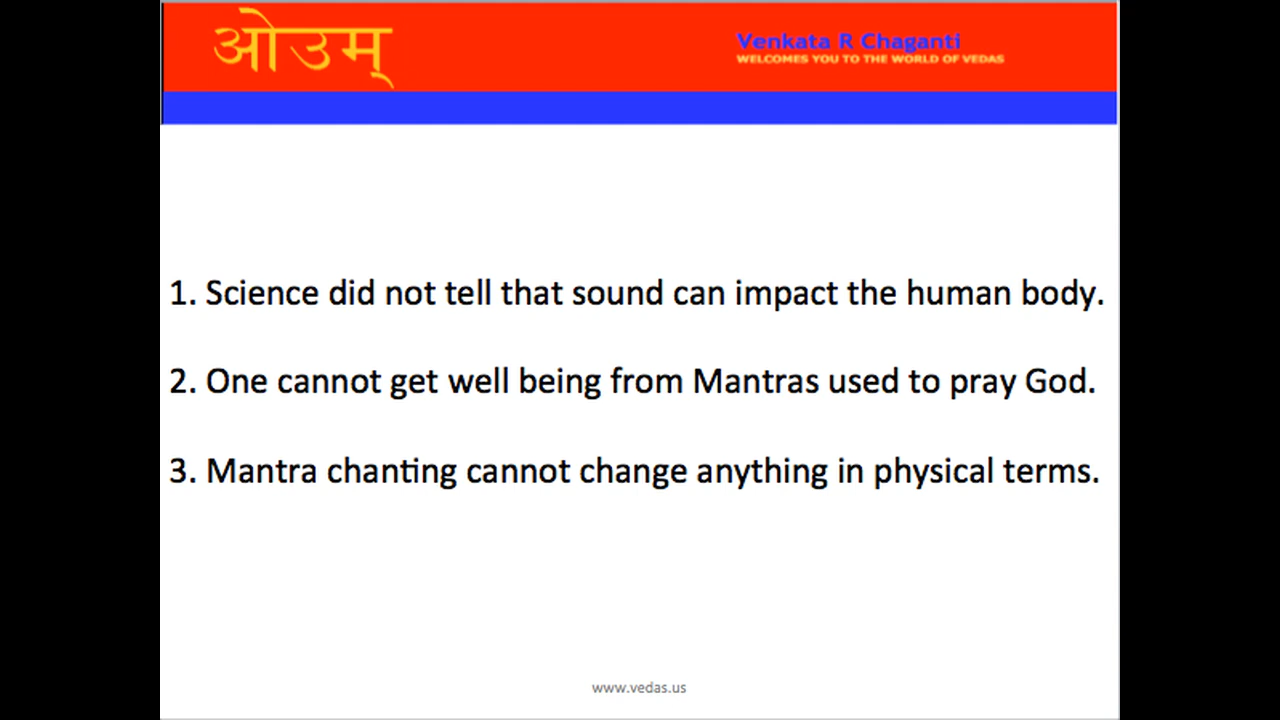 ओउम्
Venkata R Chaganti
WELCOMES YOU TO THE WORLD OF VEDAS
1. Science did not tell that sound can impact the human body.
2. One cannot get well being from Mantras used to pray God.
3. Mantra chanting cannot change anything in physical terms.
www.vedas.us